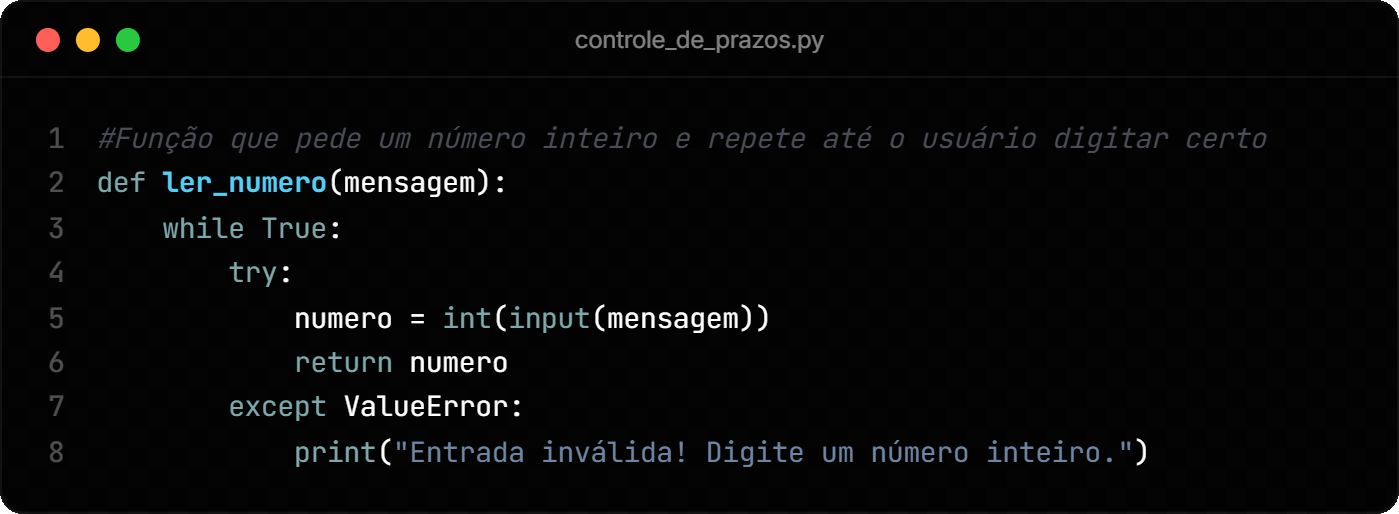 controle_de_prazos.py
1 #Função que pede um número inteiro e repete até o usuário digitar certo
2 def ler_numero(mensagem):
3     while True:
4         try:
5             numero = int(input(mensagem))
6             return numero
7         except ValueError:
8             print("Entrada inválida! Digite um número inteiro.")